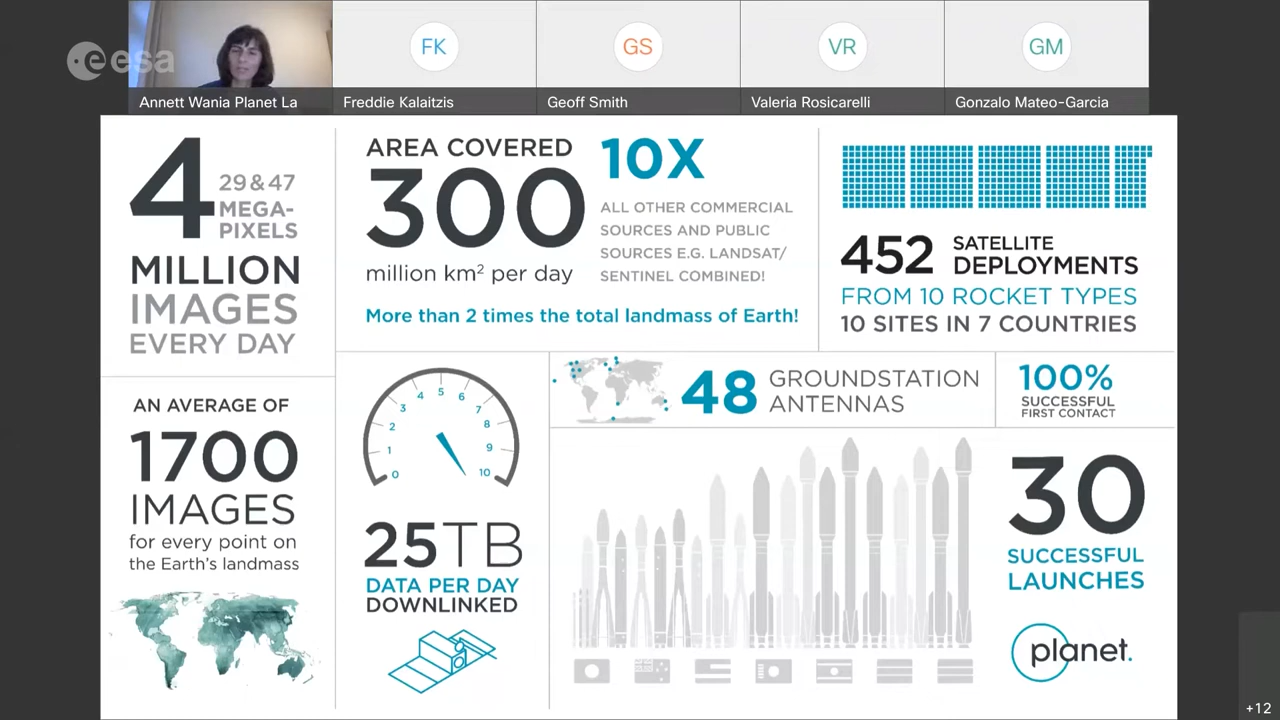 esa
FK
GS
VR
GM
Annett Wania Planet La
Freddie Kalaitzis
Geoff Smith
Valeria Rosicarelli
Gonzalo Mateo-Garcia
4
29 & 47
MEGA-
PIXELS
MILLION
IMAGES
EVERY DAY
AREA COVERED
300
million km² per day
10X
ALL OTHER COMMERCIAL
SOURCES AND PUBLIC
SOURCES E.G. LANDSAT/
SENTINEL COMBINED!
More than 2 times the total landmass of Earth!
452 SATELLITE
DEPLOYMENTS
FROM 10 ROCKET TYPES
10 SITES IN 7 COUNTRIES
AN AVERAGE OF
1700
IMAGES
for every point on
the Earth's landmass
0
1
2
3
4
5
6
7
8
9
10
25TB
DATA PER DAY
DOWNLINKED
48 GROUNDSTATION
ANTENNAS
100%
SUCCESSFUL
FIRST CONTACT
30
SUCCESSFUL
LAUNCHES
planet.
+12